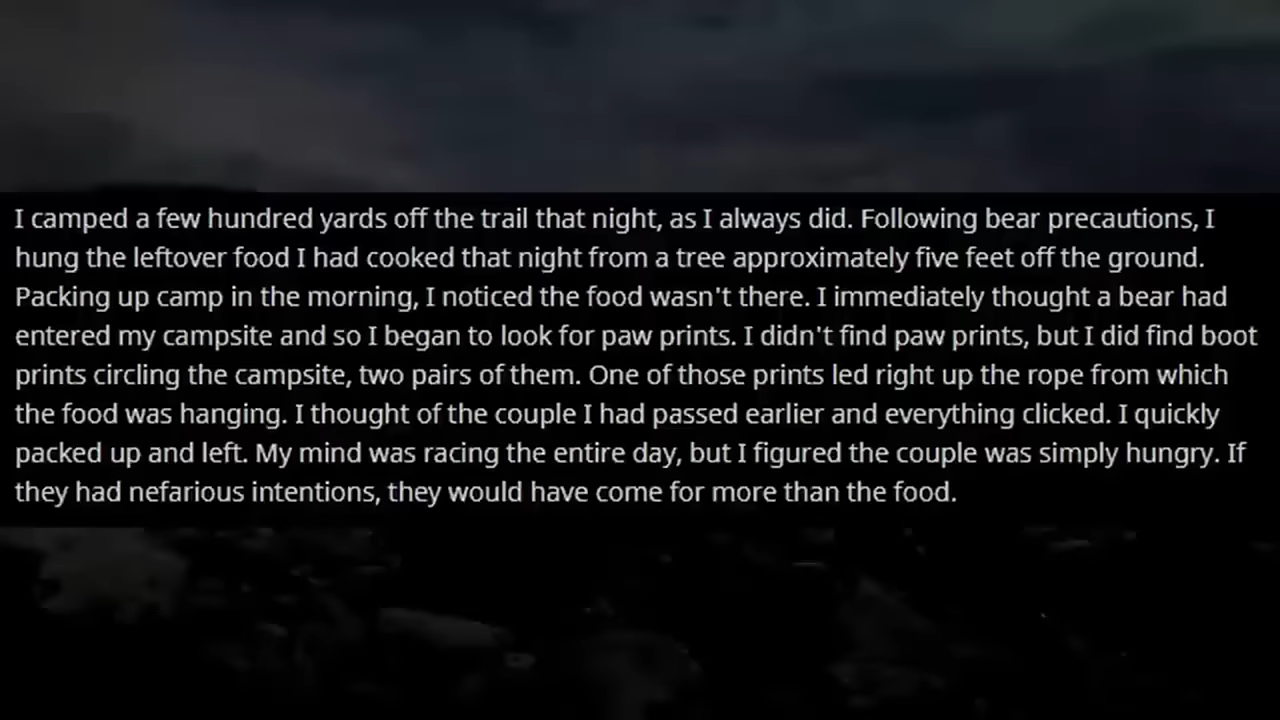 I camped a few hundred yards off the trail that night, as I always did. Following bear precautions, I
hung the leftover food I had cooked that night from a tree approximately five feet off the ground.
Packing up camp in the morning, I noticed the food wasn't there. I immediately thought a bear had
entered my campsite and so I began to look for paw prints. I didn't find paw prints, but I did find boot
prints circling the campsite, two pairs of them. One of those prints led right up the rope from which
the food was hanging. I thought of the couple I had passed earlier and everything clicked. I quickly
packed up and left. My mind was racing the entire day, but I figured the couple was simply hungry. If
they had nefarious intentions, they would have come for more than the food.